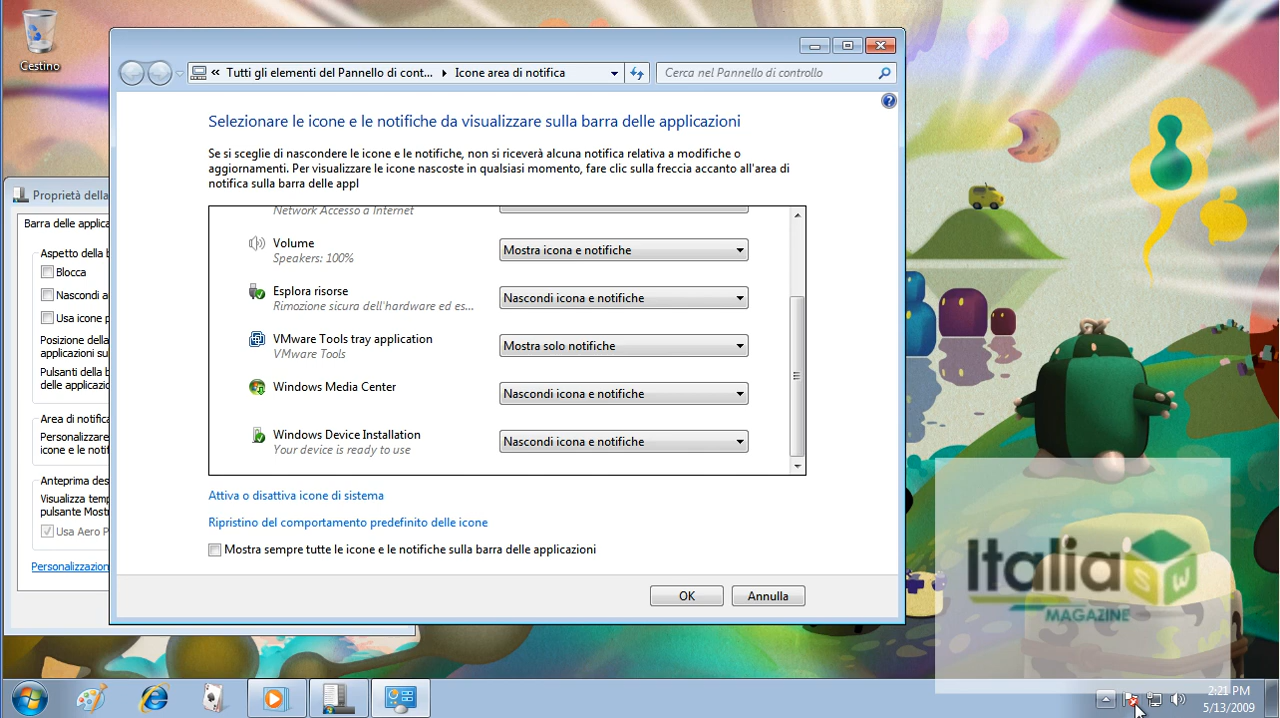 Cestino
« Tutti gli elementi del Pannello di cont... Icone area di notifica
Cerca nel Pannello di controllo
Selezionare le icone e le notifiche da visualizzare sulla barra delle applicazioni
Se si sceglie di nascondere le icone e le notifiche, non si riceverà alcuna notifica relativa a modifiche o
aggiornamenti. Per visualizzare le icone nascoste in qualsiasi momento, fare clic sulla freccia accanto all'area di
notifica sulla barra delle appl
Network Accesso a Internet
Volume
Speakers: 100%
Mostra icona e notifiche
Esplora risorse
Rimozione sicura dell'hardware ed es...
Nascondi icona e notifiche
VMware Tools tray application
VMware Tools
Mostra solo notifiche
Windows Media Center
Nascondi icona e notifiche
Windows Device Installation
Your device is ready to use
Nascondi icona e notifiche
Attiva o disattiva icone di sistema
Ripristino del comportamento predefinito delle icone
Mostra sempre tutte le icone e le notifiche sulla barra delle applicazioni
OK
Annulla
Proprietà della
Barra delle applica
Aspetto della b
Blocca
Nascondi au
Usa icone p
Posizione della
applicazioni su
Pulsanti della b
delle applicazio
Area di notifica
Personalizzare
icone e le notif
Anteprima des
Visualizza temp
pulsante Most
Usa Aero P
Personalizzazion
Italia SW
MAGAZINE
2:21 PM
5/13/2009